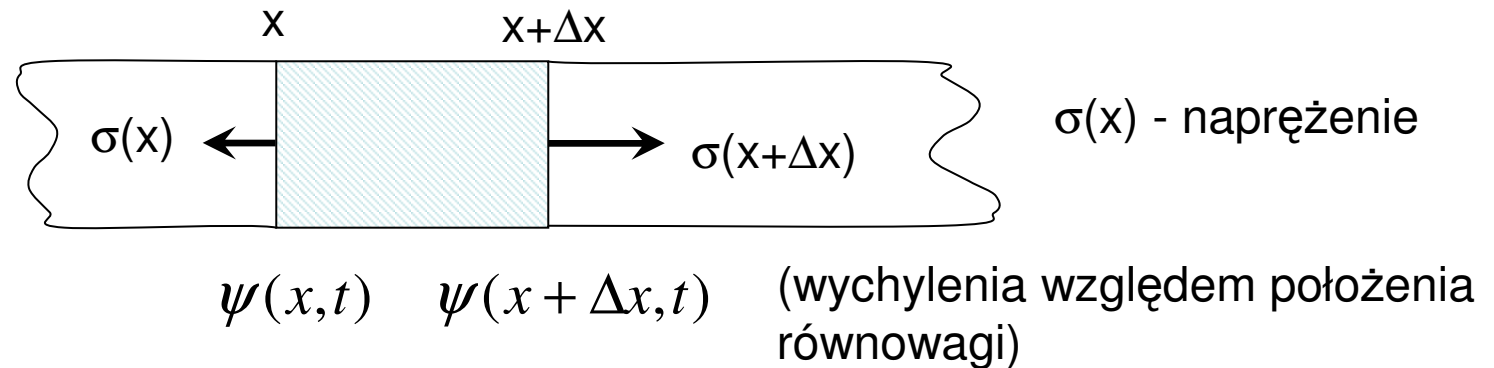 x x+Δx
σ(x) σ(x+Δx) σ(x) - naprężenie
ψ(x,t) ψ(x + Δx,t) (wychylenia względem położenia
równowagi)